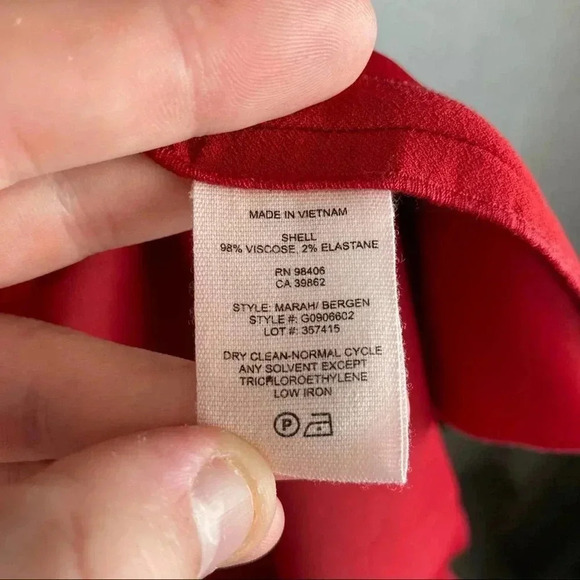 MADE IN VIETNAM
SHELL
98% VISCOSE, 2% ELASTANE
RN 98406
CA 39862
STYLE: MARAH/ BERGEN
STYLE #: G0906602
LOT #: 357415
DRY CLEAN-NORMAL CYCLE
ANY SOLVENT EXCEPT
TRICHLOROETHYLENE
LOW IRON
P